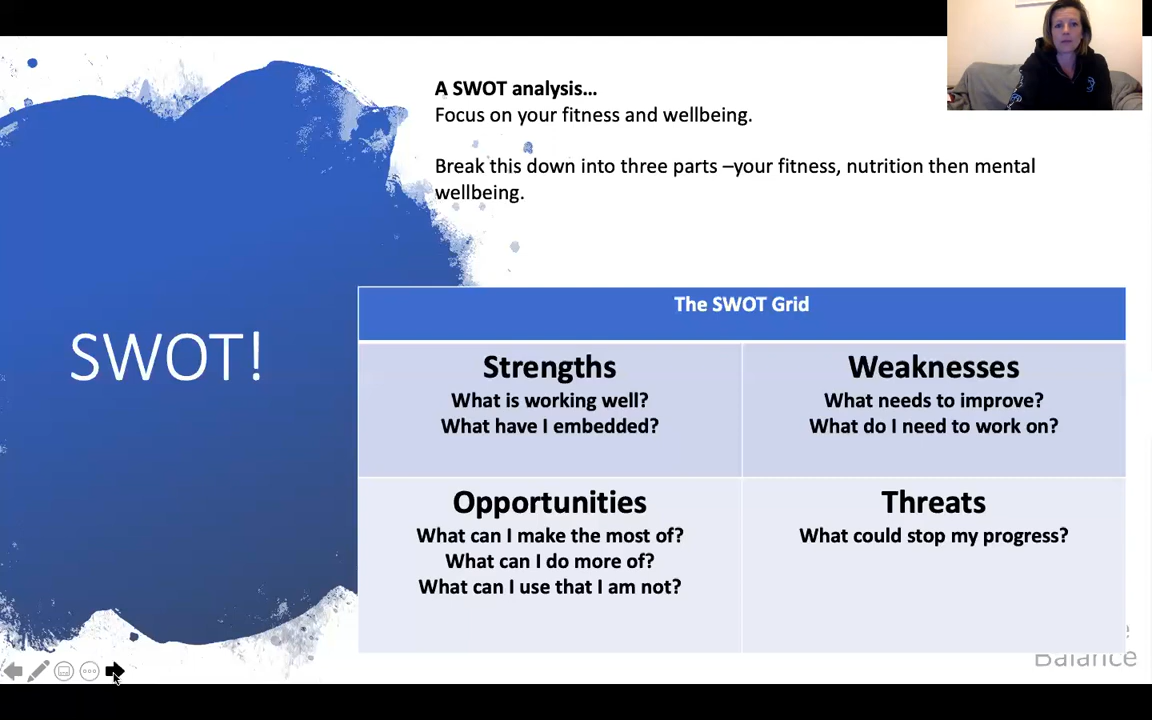 A SWOT analysis...
Focus on your fitness and wellbeing.
Break this down into three parts –your fitness, nutrition then mental
wellbeing.
SWOT!
The SWOT Grid
Strengths
What is working well?
What have I embedded?
Weaknesses
What needs to improve?
What do I need to work on?
Opportunities
What can I make the most of?
What can I do more of?
What can I use that I am not?
Threats
What could stop my progress?
Balance